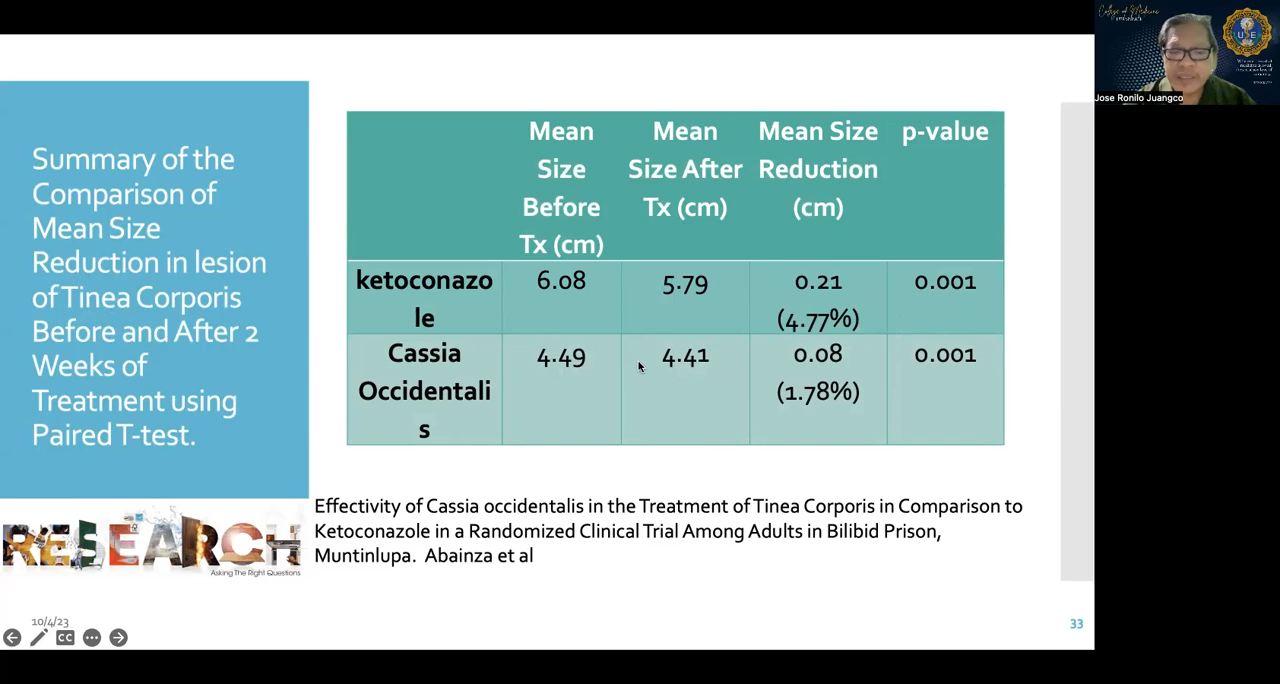 College of Medicine
U E
Jose Ronilo Juangco
Summary of the
Comparison of
Mean Size
Reduction in lesion
of Tinea Corporis
Before and After 2
Weeks of
Treatment using
Paired T-test.
Mean
Size
Before
Tx (cm)
Mean
Size After
Tx (cm)
Mean Size
Reduction
(cm)
p-value
ketoconazo
le
6.08
5.79
0.21
(4.77%)
0.001
Cassia
Occidentali
s
4.49
4.41
0.08
(1.78%)
0.001
RESEARCH
Asking The Right Questions
Effectivity of Cassia occidentalis in the Treatment of Tinea Corporis in Comparison to
Ketoconazole in a Randomized Clinical Trial Among Adults in Bilibid Prison,
Muntinlupa. Abainza et al
10/4/23
33
CC